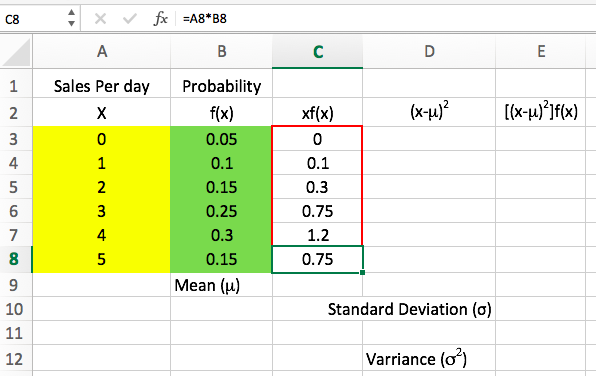 C8 fx =A8*B8
A B C D E
1 Sales Per day Probability
2 X f(x) xf(x) (x-μ)² [(x-μ)²]f(x)
3 0 0.05 0
4 1 0.1 0.1
5 2 0.15 0.3
6 3 0.25 0.75
7 4 0.3 1.2
8 5 0.15 0.75
9 Mean (μ)
10 Standard Deviation (σ)
11
12 Varriance (σ²)